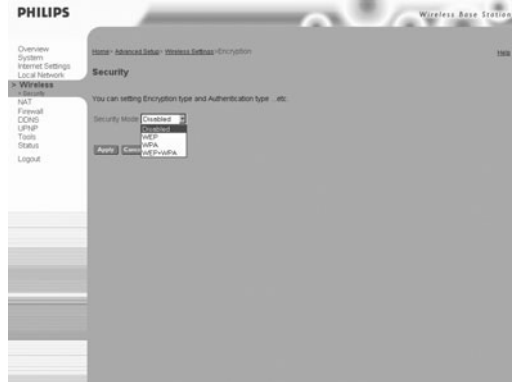 PHILIPS
Wireless Base Station
Overview
System
Internet Settings
Local Network
> Wireless
• Security
NAT
Firewall
DDNS
UPNP
Tools
Status
Logout
Home> Advanced Setup> Wireless Settings>Encryption
Help
Security
You can setting Encryption type and Authentication type ...etc.
Security Mode Disabled
Disabled
WEP
WPA
WEP+WPA
Apply